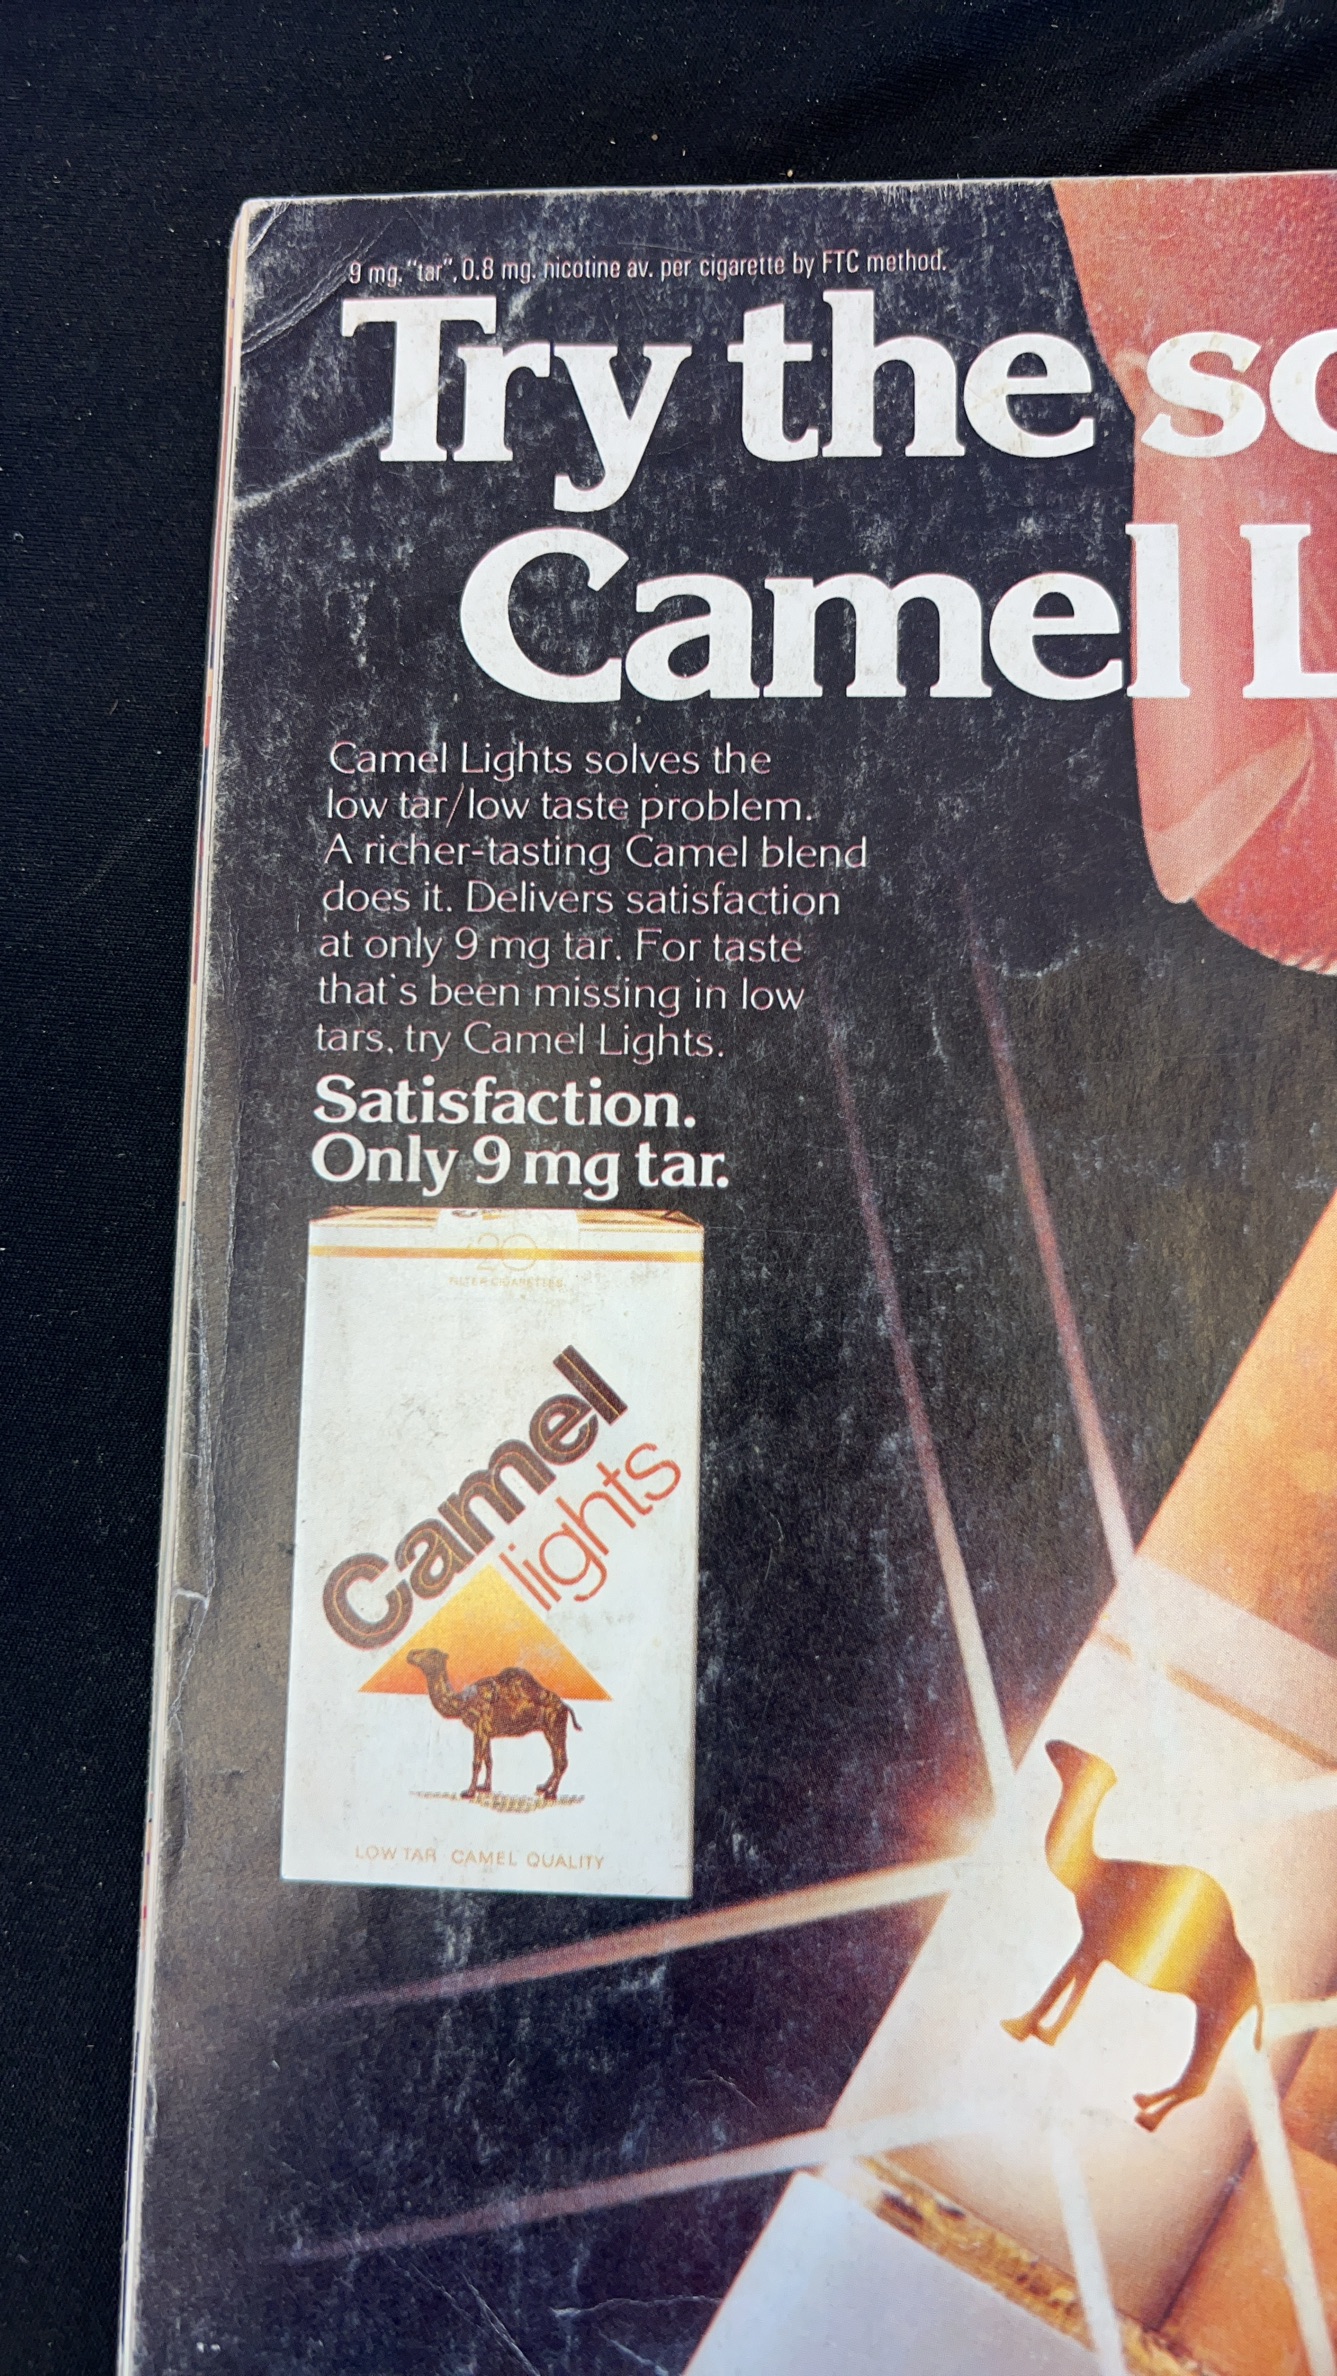 9 mg. "tar", 0.8 mg. nicotine av. per cigarette by FTC method.
Try the so
Camel L
Camel Lights solves the
low tar/low taste problem.
A richer-tasting Camel blend
does it. Delivers satisfaction
at only 9 mg tar. For taste
that's been missing in low
tars, try Camel Lights.
Satisfaction.
Only 9 mg tar.
20
FILTER CIGARETTES
Camel
lights
LOW TAR CAMEL QUALITY